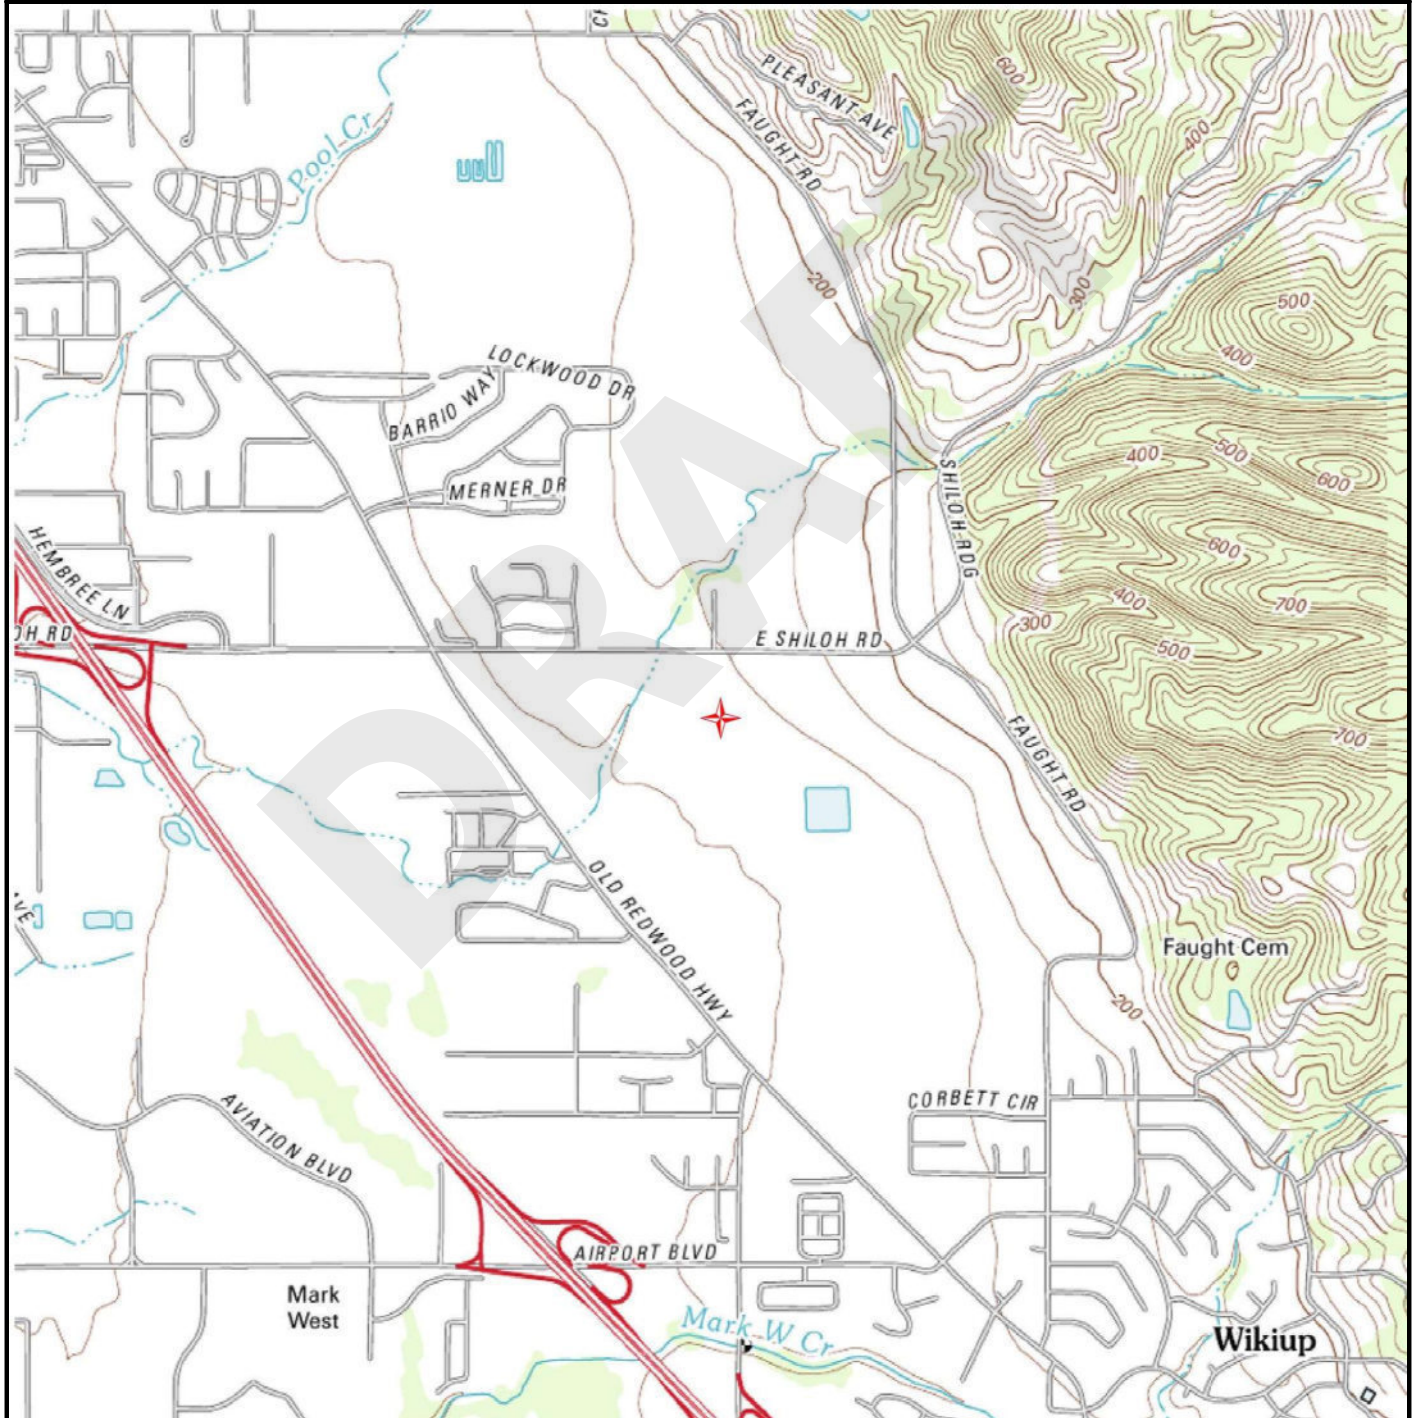 PLEASANT AVE
600
FAUGHT RD
400
Pool Cr
200
300
500
400
LOCKWOOD DR
BARRIO WAY
MERNER DR
SHILOH RDG
400
500
600
HEMBREE LN
600
400
700
300
500
OH RD
E SHILOH RD
700
FAUGHT RD
OLD REDWOOD HWY
VE
Faught Cem
200
CORBETT CIR
AVIATION BLVD
AIRPORT BLVD
Mark
West
Mark W Cr
Wikiup
DRAFT